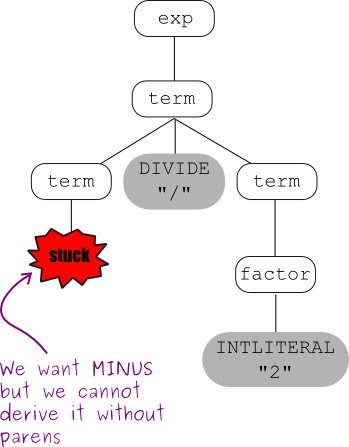 exp
term
term
DIVIDE
"/"
term
stuck
factor
INTLITERAL
"2"
We want MINUS
but we cannot
derive it without
parens